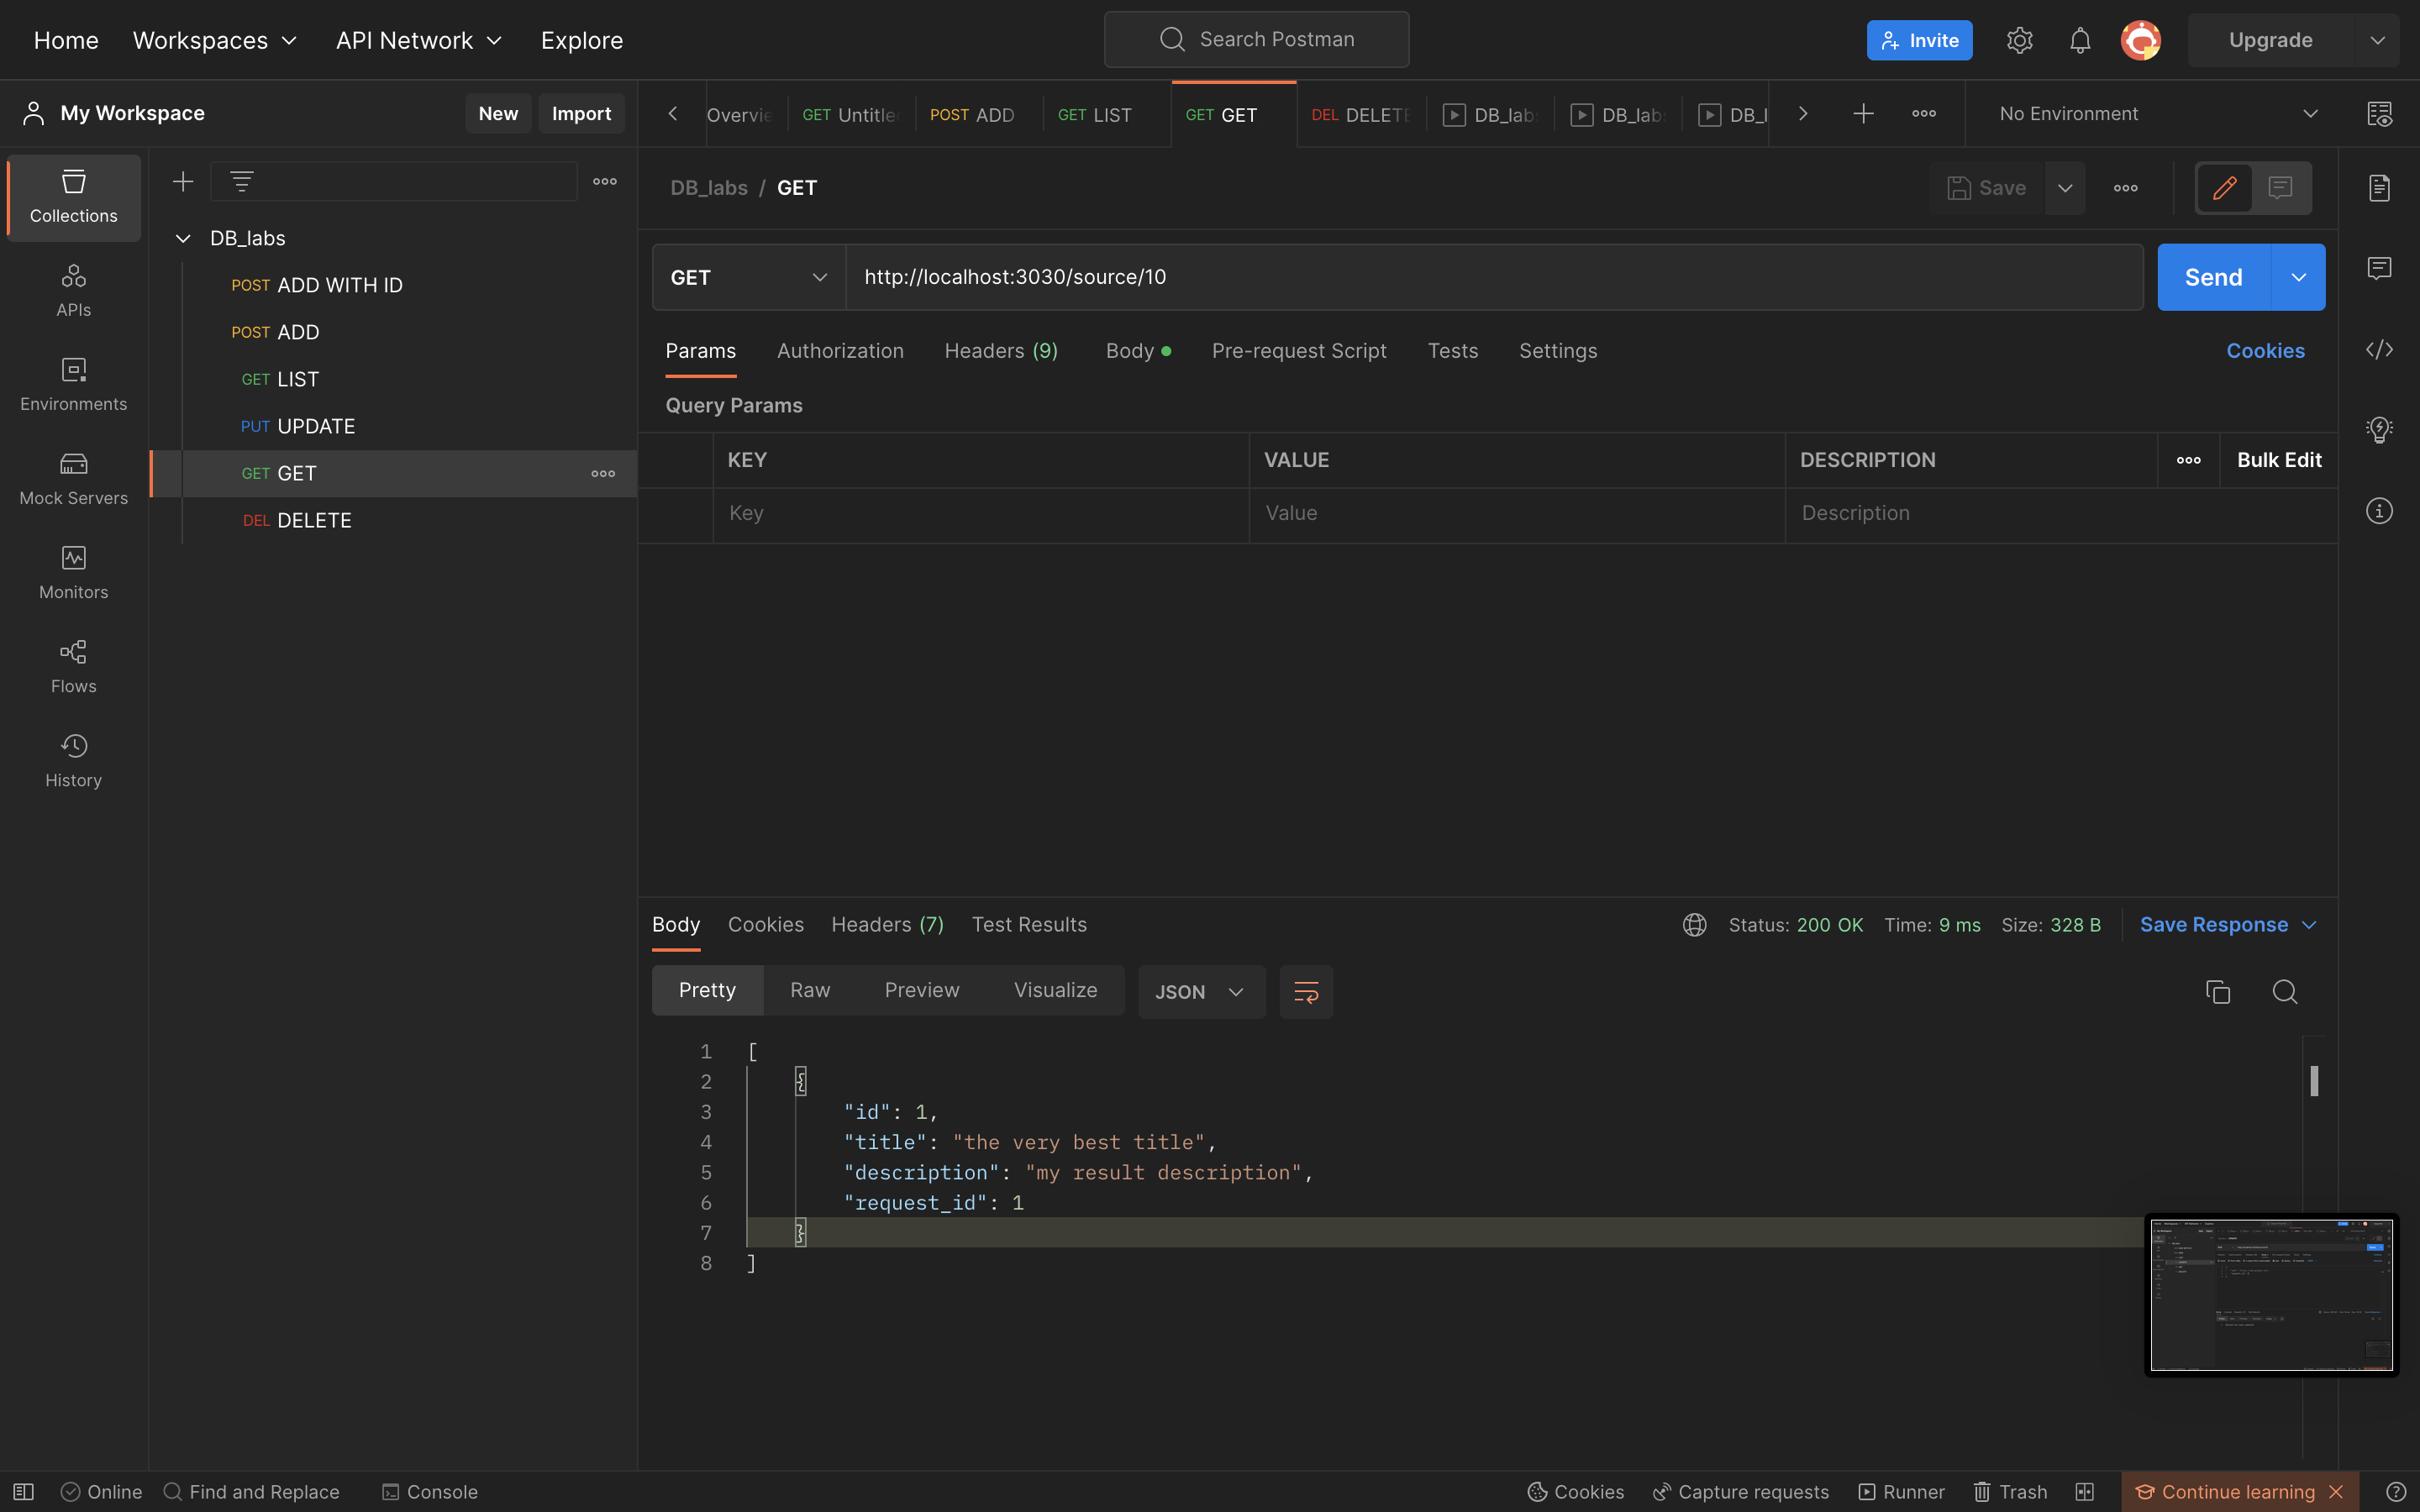 Home Workspaces API Network Explore Search Postman Invite Upgrade
My Workspace New Import
Overvie GET Untitle POST ADD GET LIST GET GET DEL DELETE DB_lab DB_lab DB_l No Environment
Collections
APIs
Environments
Mock Servers
Monitors
Flows
History
DB_labs
POST ADD WITH ID
POST ADD
GET LIST
PUT UPDATE
GET GET
DEL DELETE
DB_labs / GET Save
GET http://localhost:3030/source/10 Send
Params Authorization Headers (9) Body Pre-request Script Tests Settings Cookies
Query Params
KEY VALUE DESCRIPTION Bulk Edit
Key Value Description
Body Cookies Headers (7) Test Results Status: 200 OK Time: 9 ms Size: 328 B Save Response
Pretty Raw Preview Visualize JSON
1 [
2 {
3 "id": 1,
4 "title": "the very best title",
5 "description": "my result description",
6 "request_id": 1
7 }
8 ]
Online Find and Replace Console Cookies Capture requests Runner Trash Continue learning